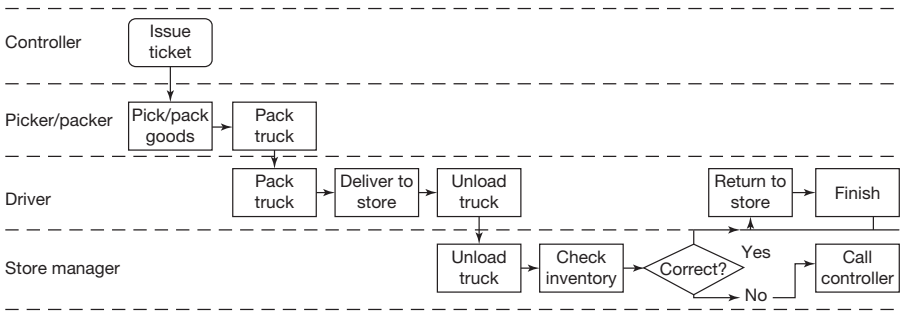 Controller
Issue
ticket
Picker/packer
Pick/pack
goods
Pack
truck
Driver
Pack
truck
Deliver to
store
Unload
truck
Return to
store
Finish
Store manager
Unload
truck
Check
inventory
Correct?
Yes
No
Call
controller